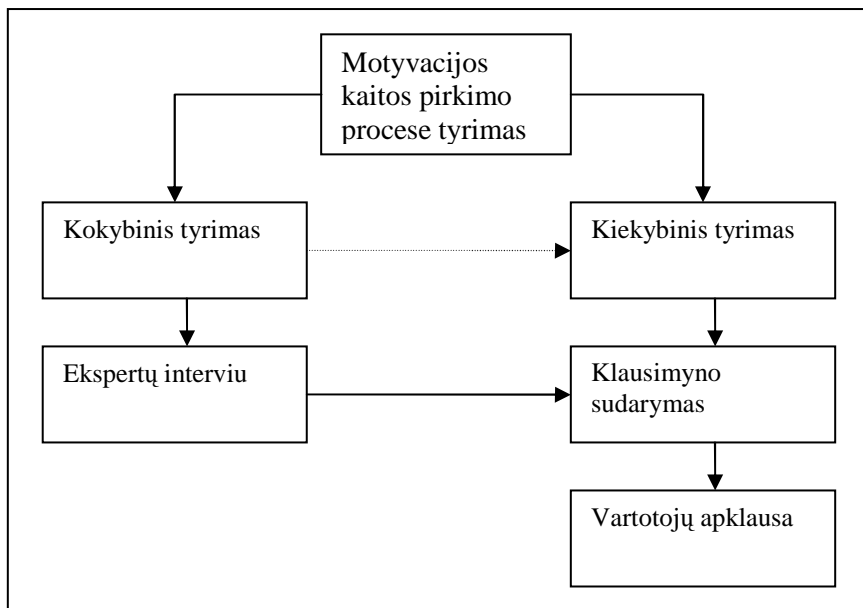 Motyvacijos
kaitos pirkimo
procese tyrimas
Kokybinis tyrimas
Kiekybinis tyrimas
Ekspertų interviu
Klausimyno
sudarymas
Vartotojų apklausa